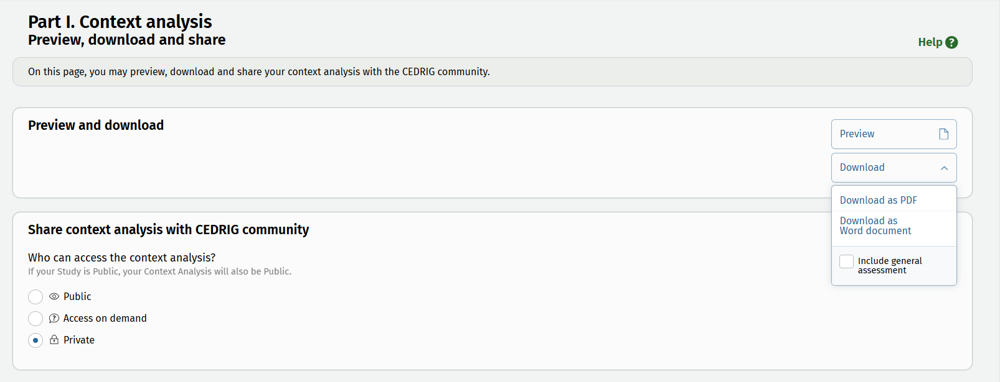 Part I. Context analysis
Preview, download and share
Help ?
On this page, you may preview, download and share your context analysis with the CEDRIG community.
Preview and download
Preview
Download
Download as PDF
Download as
Word document
Include general
assessment
Share context analysis with CEDRIG community
Who can access the context analysis?
If your Study is Public, your Context Analysis will also be Public.
Public
Access on demand
Private